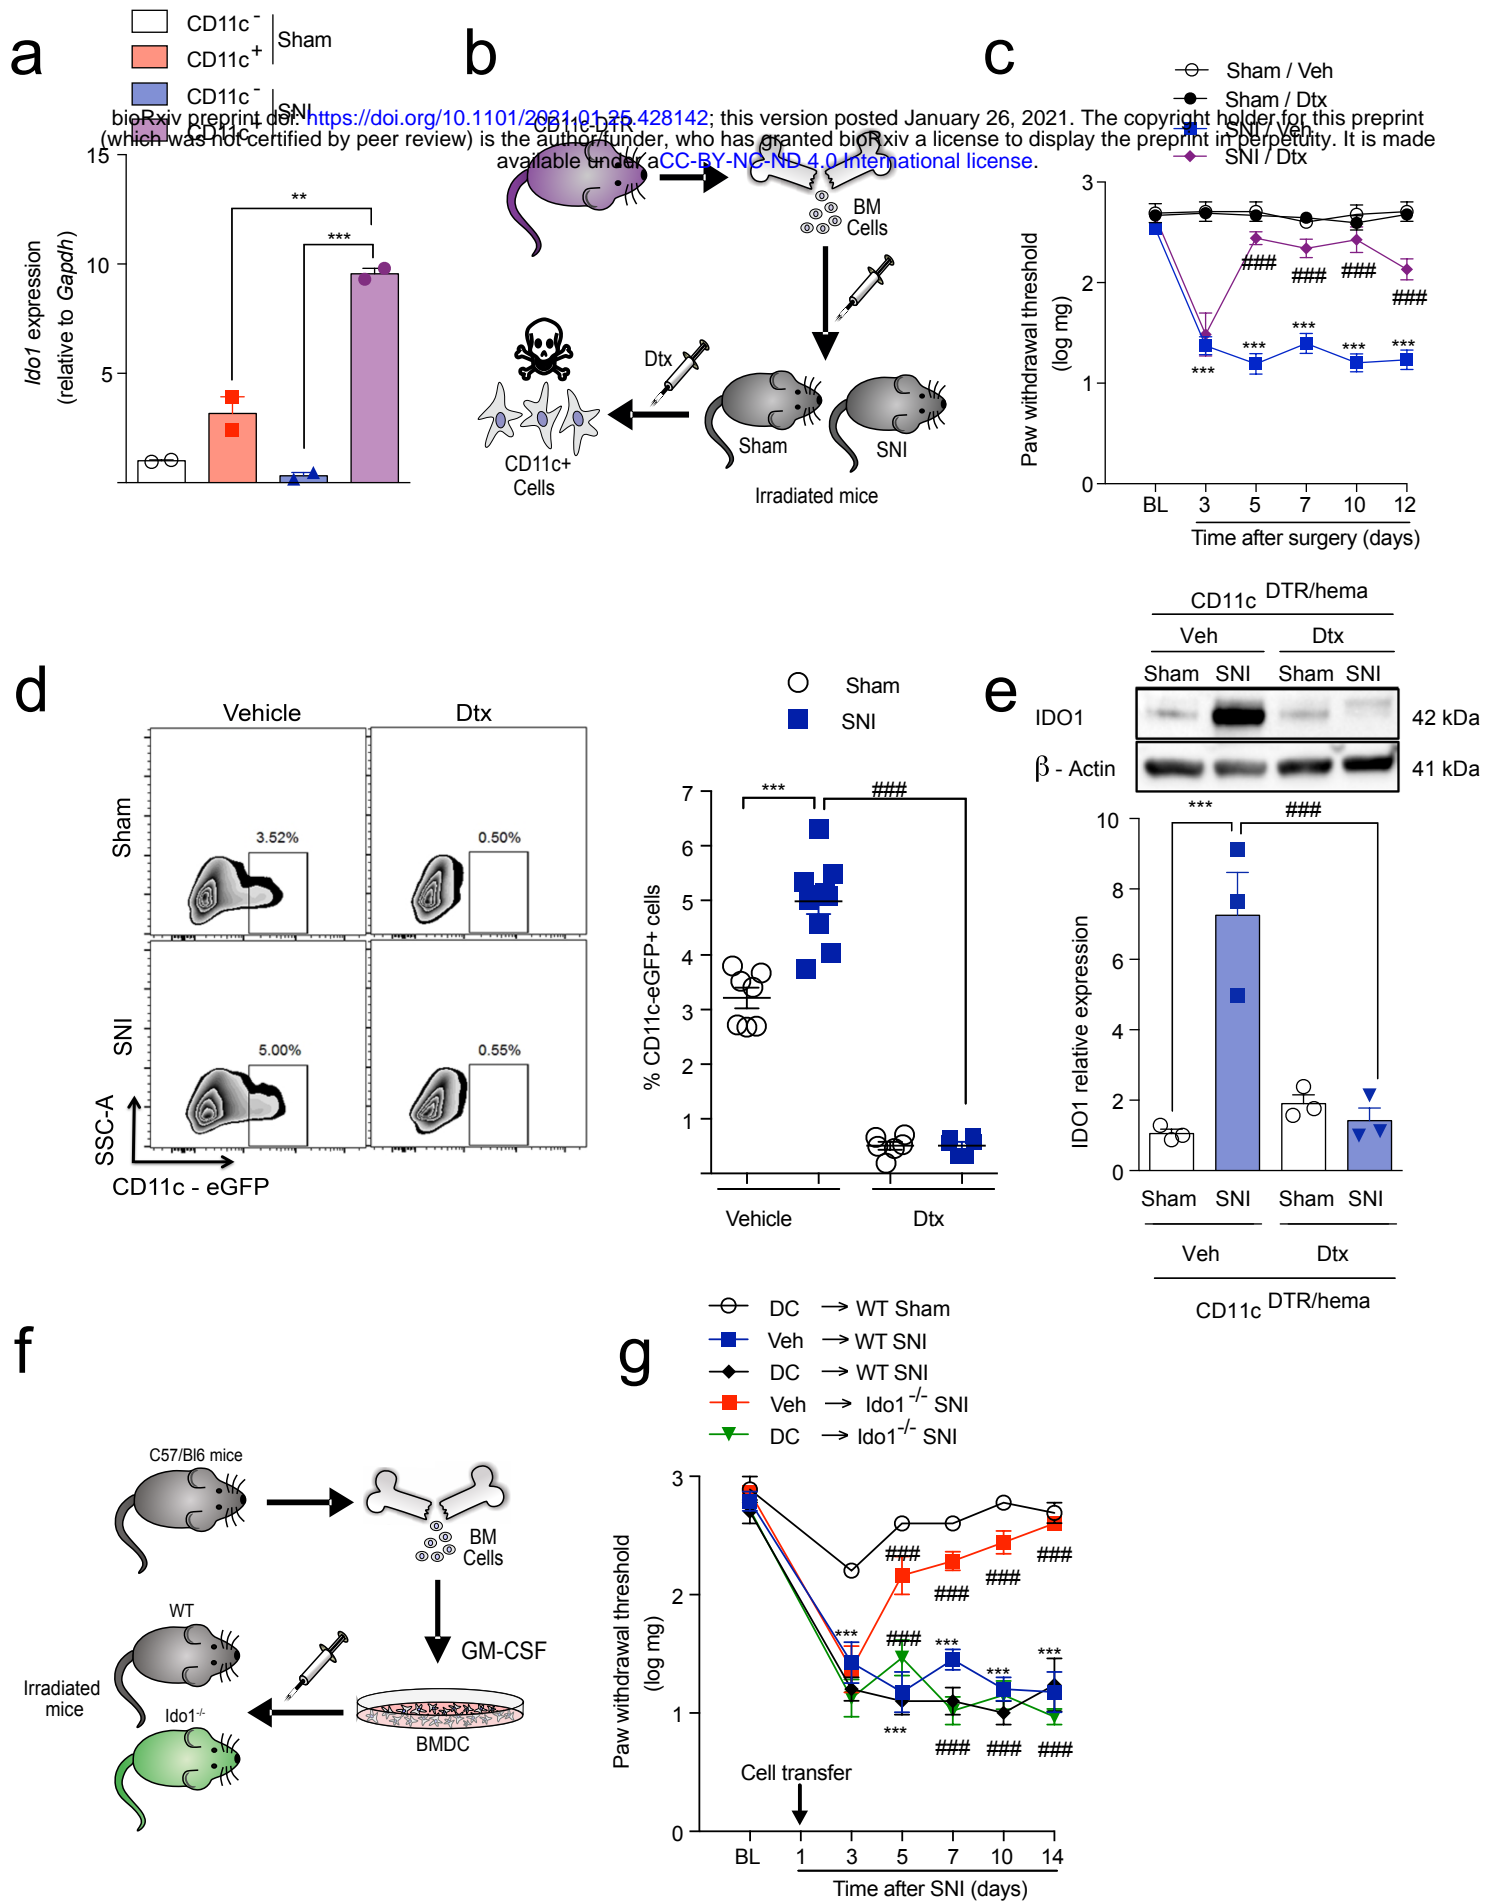 a
CD11c-
CD11c+
Sham
CD11c-
CD11c+
SNI
bioRxiv preprint doi: https://doi.org/10.1101/2021.01.25.428142; this version posted January 26, 2021. The copyright holder for this preprint
(which was not certified by peer review) is the author/funder, who has granted bioRxiv a license to display the preprint in perpetuity. It is made
available under aCC-BY-NC-ND 4.0 International license.
15
10
5
Ido1 expression
(relative to Gapdh)
**
***
b
CD11c-DTR
BM
Cells
Dtx
CD11c+
Cells
Sham
SNI
Irradiated mice
c
Sham / Veh
Sham / Dtx
SNI / Veh
SNI / Dtx
Paw withdrawal threshold
(log mg)
3
2
1
0
### ### ### ###
*** *** *** *** ***
BL 3 5 7 10 12
Time after surgery (days)
d
Vehicle Dtx
Sham
SNI
3.52%
0.50%
5.00%
0.55%
SSC-A
CD11c - eGFP
Sham
SNI
% CD11c-eGFP+ cells
7
6
5
4
3
2
1
***
###
Vehicle Dtx
e
CD11c DTR/hema
Veh Dtx
Sham SNI Sham SNI
IDO1 42 kDa
β - Actin 41 kDa
***
###
IDO1 relative expression
10
8
6
4
2
0
Sham SNI Sham SNI
Veh Dtx
CD11c DTR/hema
f
C57/Bl6 mice
BM
Cells
GM-CSF
BMDC
WT
Irradiated
mice
Ido1-/-
g
DC → WT Sham
Veh → WT SNI
DC → WT SNI
Veh → Ido1-/- SNI
DC → Ido1-/- SNI
Paw withdrawal threshold
(log mg)
3
2
1
0
### ### ### ###
*** ### *** *** ***
***
### ### ###
Cell transfer
BL 1 3 5 7 10 14
Time after SNI (days)